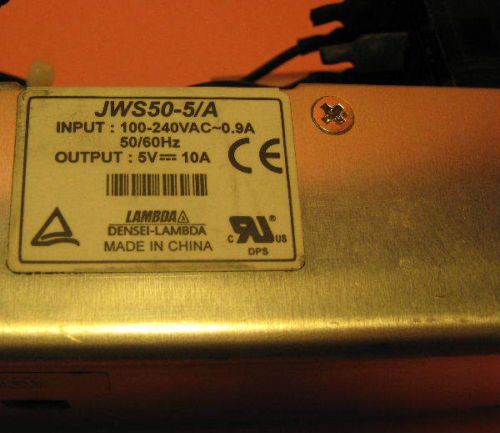 JWS50-5/A
INPUT : 100-240VAC~0.9A
50/60Hz
OUTPUT : 5V⎓ 10A
CE
LAMBDA
DENSEI-LAMBDA
MADE IN CHINA
c RU ® US
DPS